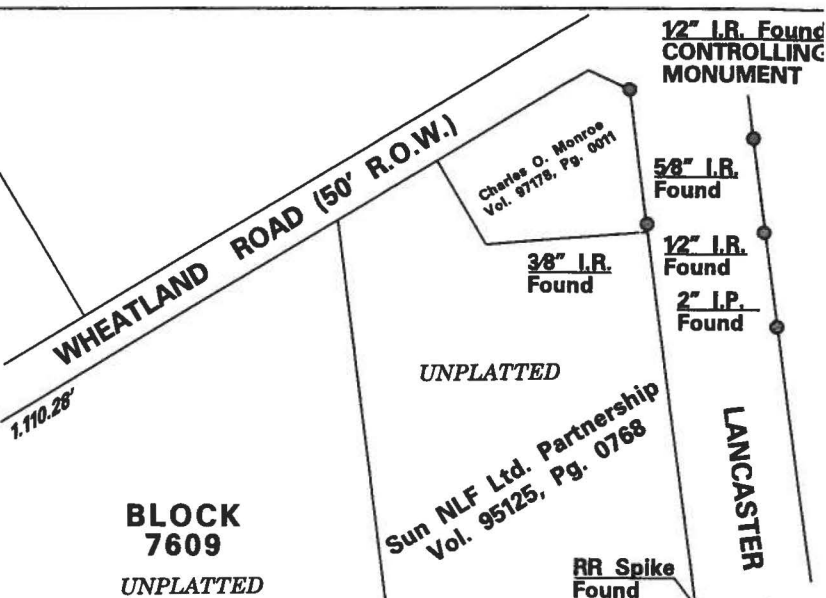 1/2" I.R. Found
CONTROLLING
MONUMENT
WHEATLAND ROAD (50' R.O.W.)
Charles O. Monroe
Vol. 97178, Pg. 0011
5/8" I.R.
Found
1/2" I.R.
Found
3/8" I.R.
Found
2" I.P.
Found
UNPLATTED
1,110.28'
Sun NLF Ltd. Partnership
Vol. 95125, Pg. 0768
LANCASTER
BLOCK
7609
UNPLATTED
RR Spike
Found